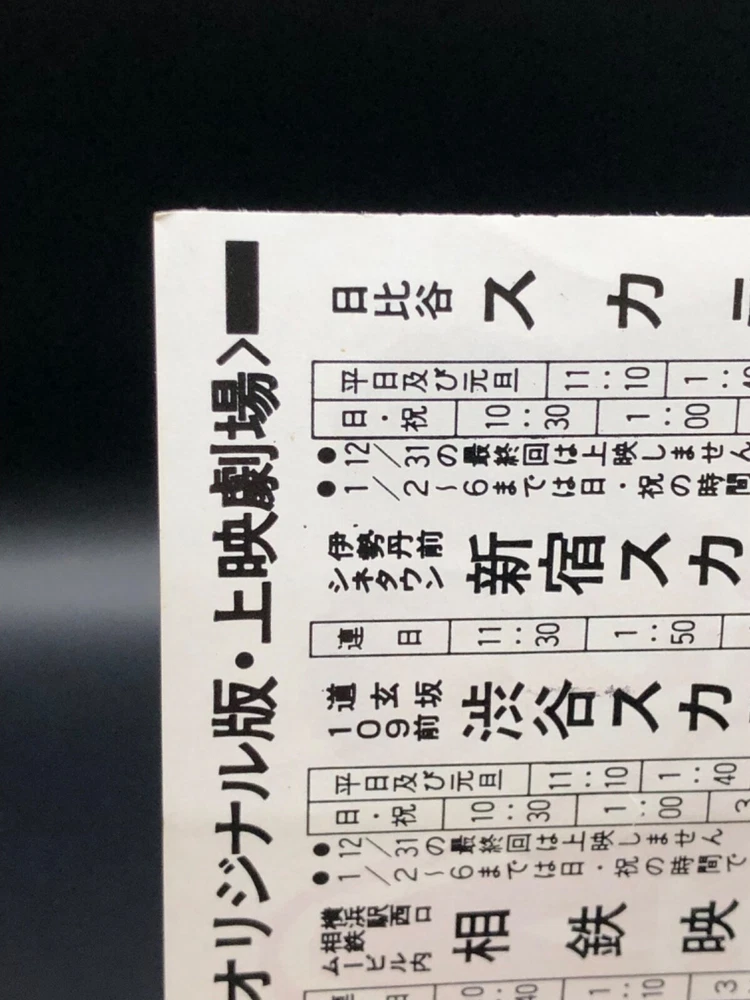 オリジナル版・上映劇場>
日比谷 スカ
平日及び元旦 11:10 1:40
日・祝 10:30 1:00
●12/31の最終回は上映しません
●1/2~6までは日・祝の時間
伊勢丹前
シネタウン
新宿スカ
連日 11:30 1:50
道玄坂
109前
渋谷スカ
平日及び元旦 11:10 1:40
日・祝 10:30 1:00
●12/31の最終回は上映しません
●1/2~6までは日・祝の時間で
横浜駅西口
相鉄ムービル内
相鉄映